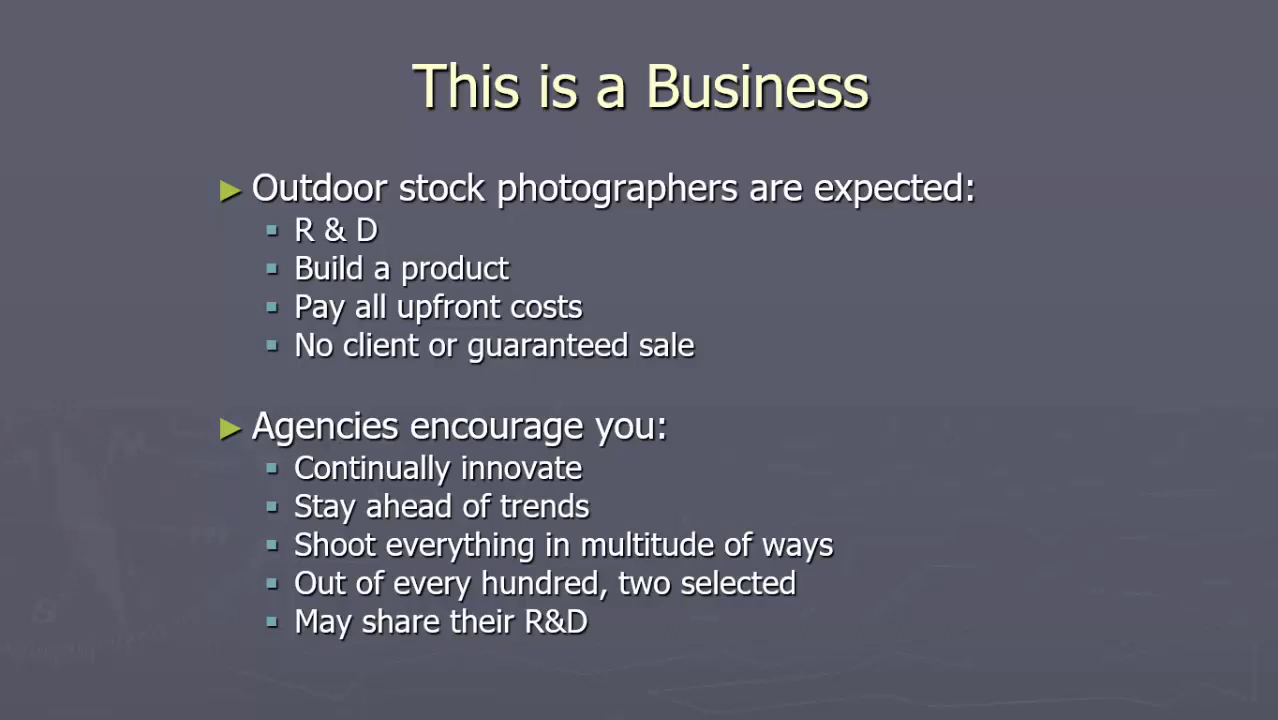 This is a Business
Outdoor stock photographers are expected:
R & D
Build a product
Pay all upfront costs
No client or guaranteed sale
Agencies encourage you:
Continually innovate
Stay ahead of trends
Shoot everything in multitude of ways
Out of every hundred, two selected
May share their R&D